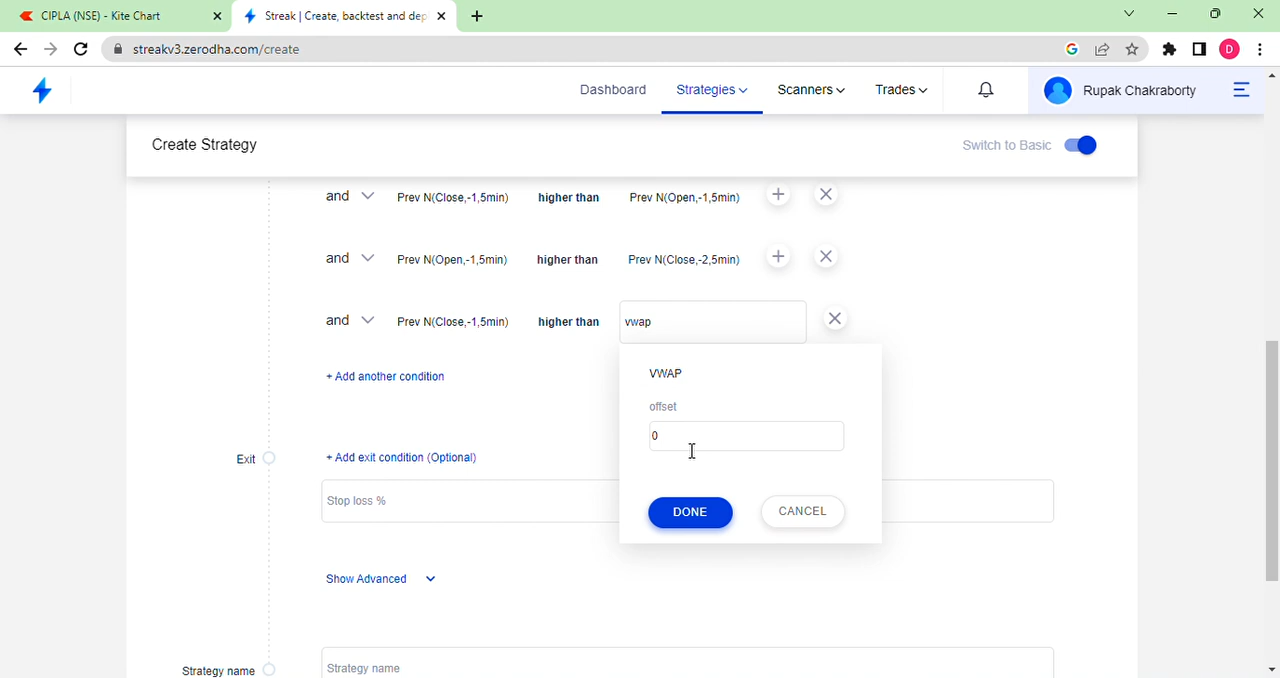 CIPLA (NSE) - Kite Chart
Streak | Create, backtest and dep
streakv3.zerodha.com/create
D
Dashboard Strategies Scanners Trades Rupak Chakraborty
Create Strategy Switch to Basic
and Prev N(Close,-1,5min) higher than Prev N(Open,-1,5min)
and Prev N(Open,-1,5min) higher than Prev N(Close,-2,5min)
and Prev N(Close,-1,5min) higher than vwap
+ Add another condition
VWAP
offset
0
DONE CANCEL
Exit + Add exit condition (Optional)
Stop loss %
Show Advanced
Strategy name Strategy name